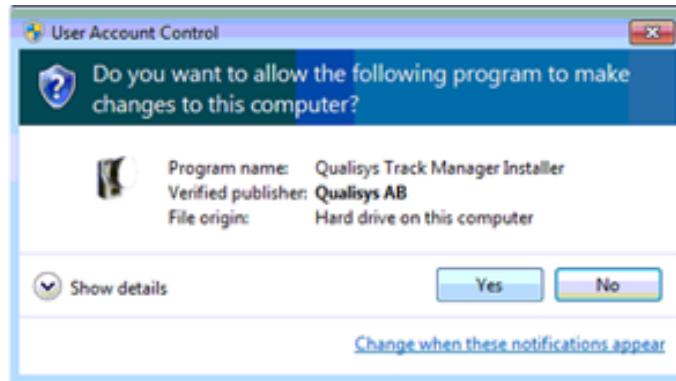 User Account Control
Do you want to allow the following program to make
changes to this computer?
Program name: Qualisys Track Manager Installer
Verified publisher: Qualisys AB
File origin: Hard drive on this computer
Show details
Yes
No
Change when these notifications appear